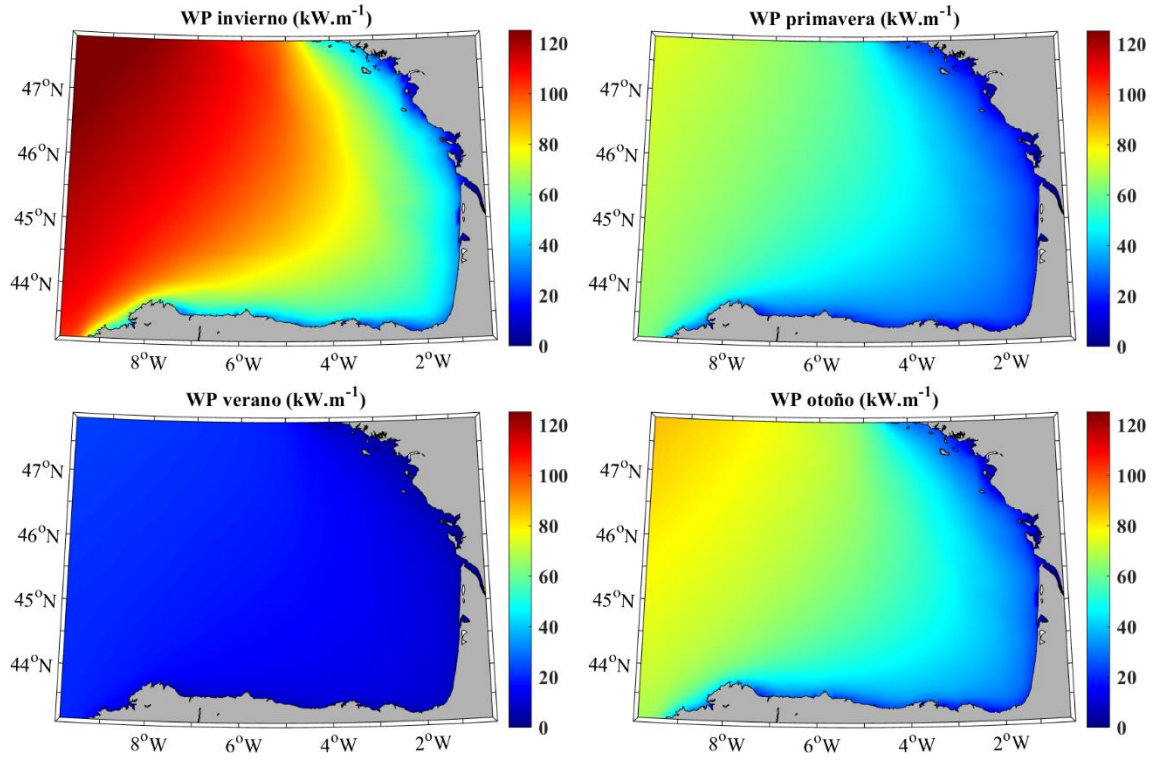 WP invierno (kW.m⁻¹)
47°N
46°N
45°N
44°N
8°W 6°W 4°W 2°W
120
100
80
60
40
20
0
WP primavera (kW.m⁻¹)
47°N
46°N
45°N
44°N
8°W 6°W 4°W 2°W
120
100
80
60
40
20
0
WP verano (kW.m⁻¹)
47°N
46°N
45°N
44°N
8°W 6°W 4°W 2°W
120
100
80
60
40
20
0
WP otoño (kW.m⁻¹)
47°N
46°N
45°N
44°N
8°W 6°W 4°W 2°W
120
100
80
60
40
20
0